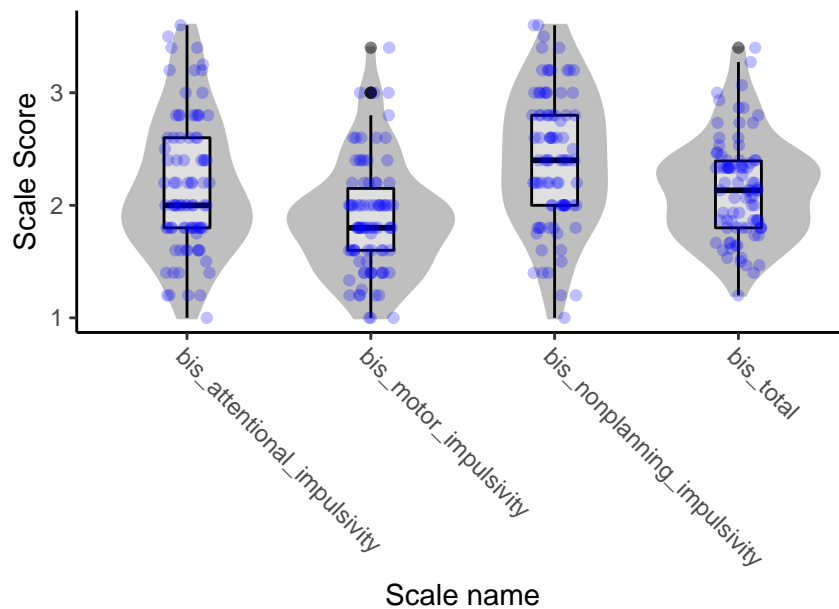 Scale Score
3
2
1
bis_attentional_impulsivity
bis_motor_impulsivity
bis_nonplanning_impulsivity
bis_total
Scale name